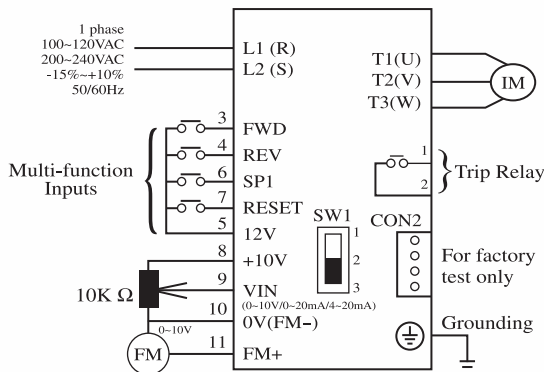 1 phase
100~120VAC
200~240VAC
-15%~+10%
50/60Hz
L1 (R)
L2 (S)
T1(U)
T2(V)
T3(W)
IM
Multi-function
Inputs
3 FWD
4 REV
6 SP1
7 RESET
5 12V
8 +10V
9 VIN
(0~10V/0~20mA/4~20mA)
10 0V(FM-)
11 FM+
10K Ω
0~10V
FM
SW1
1
2
3
1
2
Trip Relay
CON2
For factory
test only
Grounding